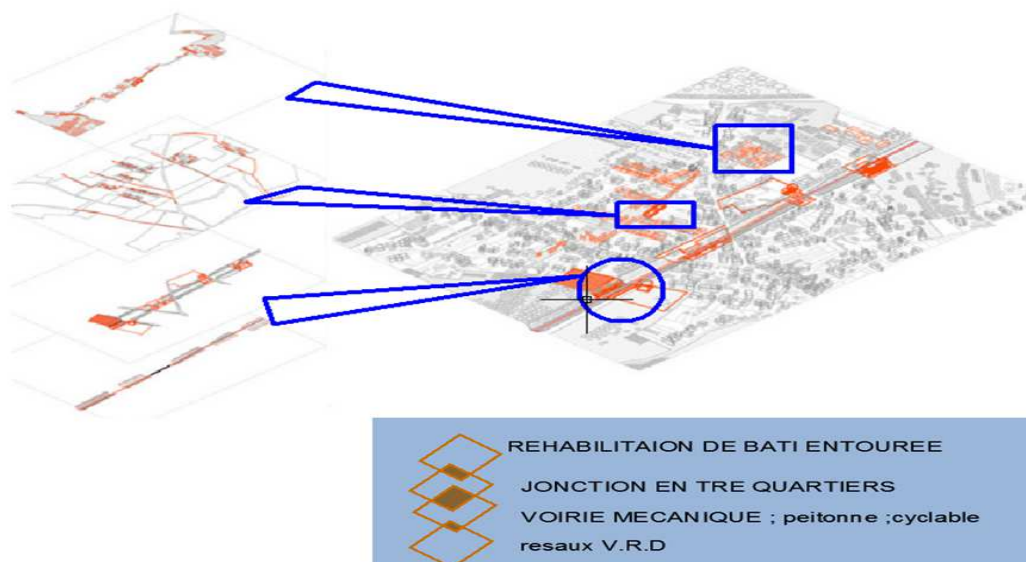 REHABILITAION DE BATI ENTOUREE
JONCTION EN TRE QUARTIERS
VOIRIE MECANIQUE ; peitonne ;cyclable
resaux V.R.D